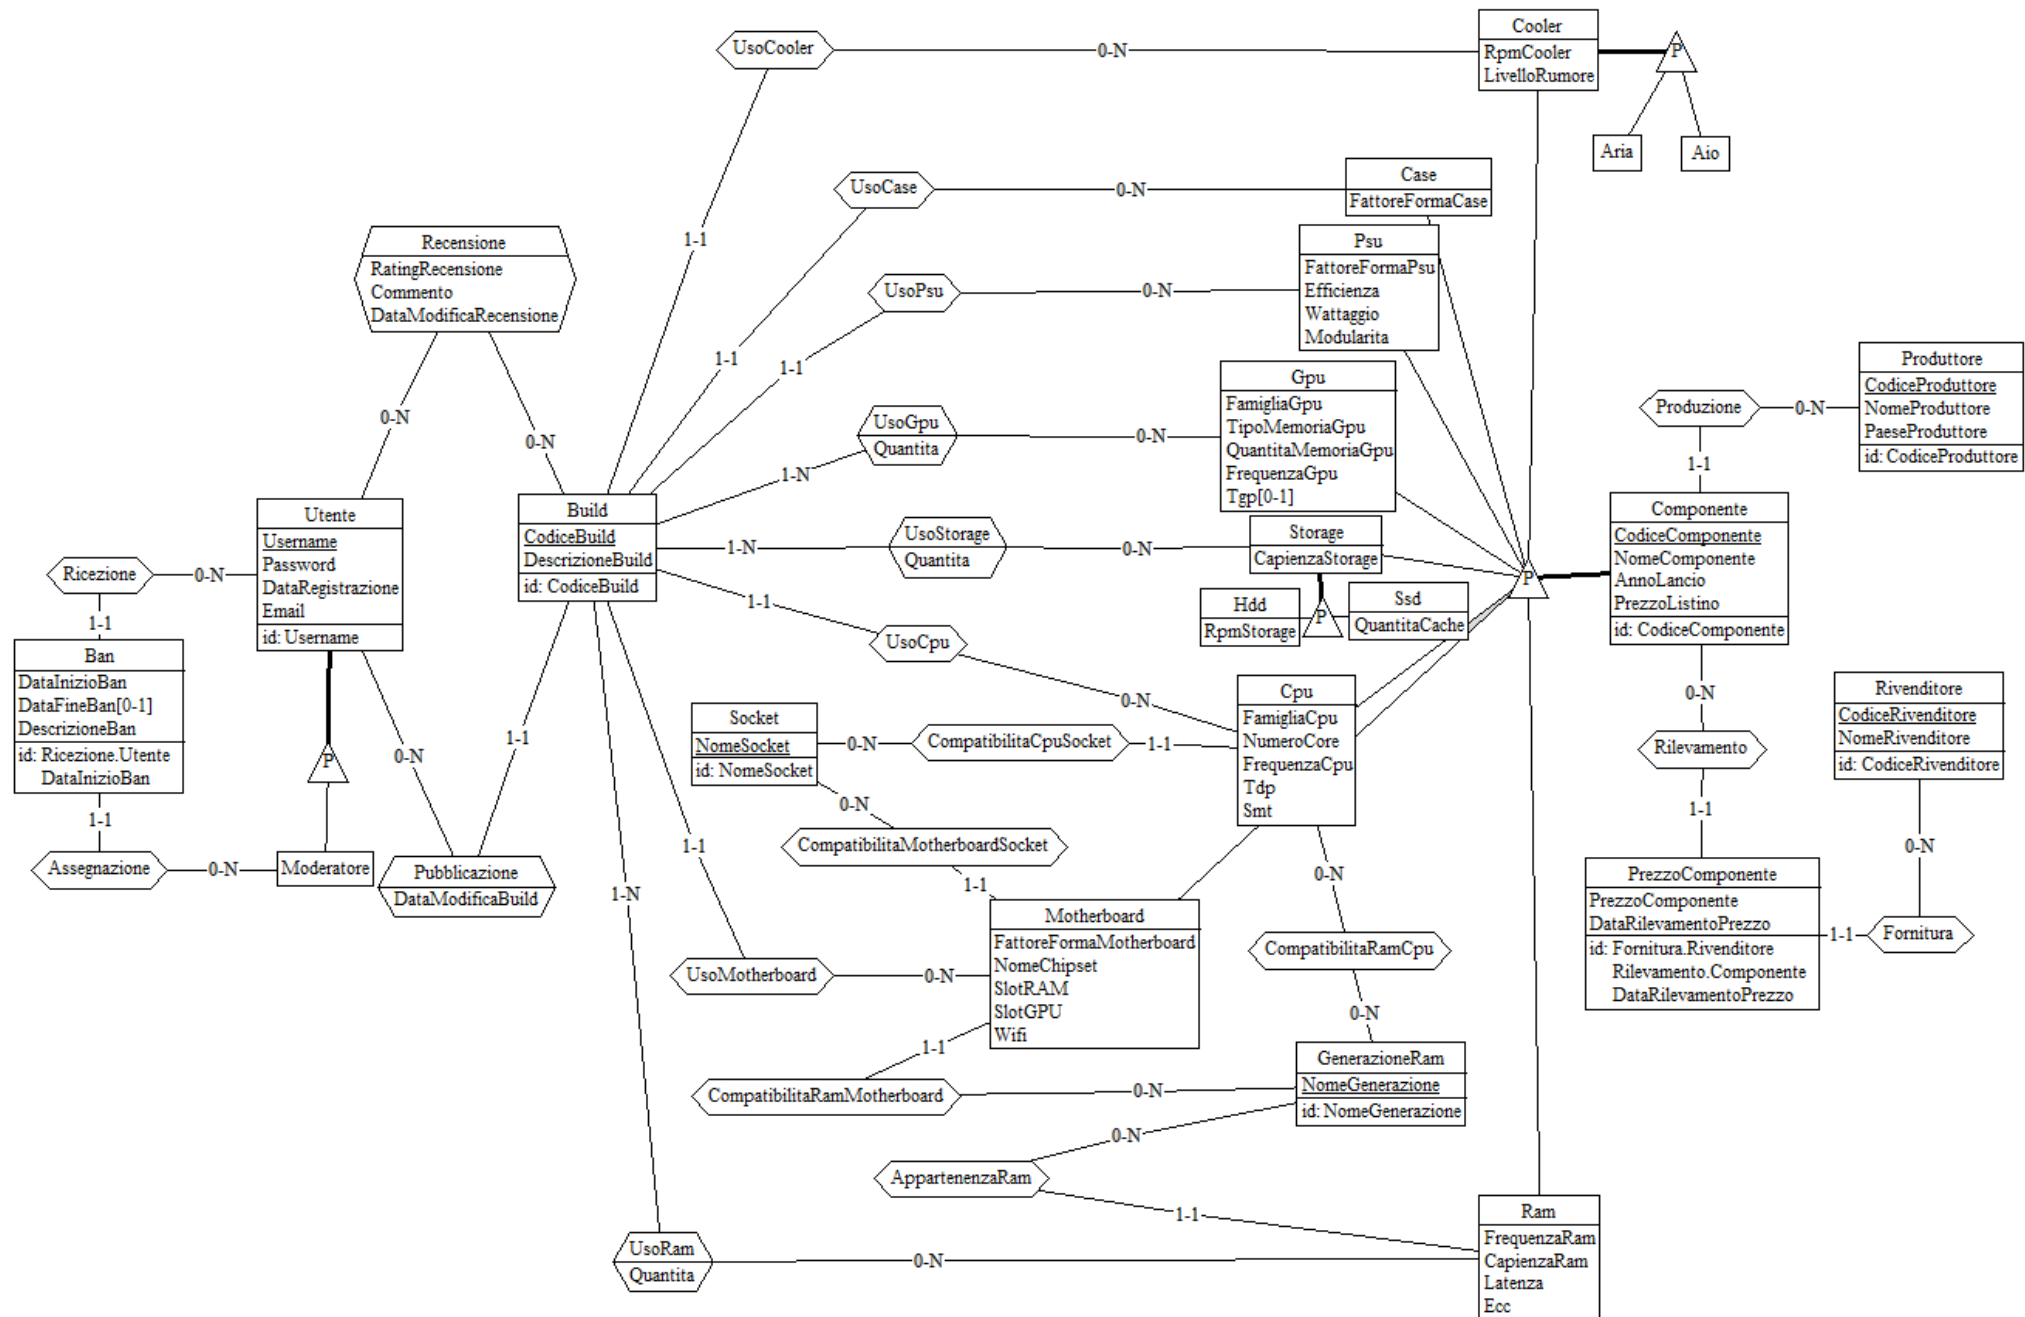 Cooler
RpmCooler
LivelloRumore
P
Aria
Aio
UsoCooler
0-N
1-1
UsoCase
0-N
1-1
Case
FattoreFormaCase
Recensione
RatingRecensione
Commento
DataModificaRecensione
0-N
0-N
UsoPsu
0-N
1-1
Psu
FattoreFormaPsu
Efficienza
Wattaggio
Modularita
Gpu
FamigliaGpu
TipoMemoriaGpu
QuantitaMemoriaGpu
FrequenzaGpu
Tgp[0-1]
UsoGpu
Quantita
0-N
1-N
Produzione
0-N
1-1
Produttore
CodiceProduttore
NomeProduttore
PaeseProduttore
id: CodiceProduttore
Utente
Username
Password
DataRegistrazione
Email
id: Username
Build
CodiceBuild
DescrizioneBuild
id: CodiceBuild
1-N
UsoStorage
Quantita
0-N
Storage
CapienzaStorage
P
Hdd
RpmStorage
Ssd
QuantitaCache
P
Componente
CodiceComponente
NomeComponente
AnnoLancio
PrezzoListino
id: CodiceComponente
Ricezione
0-N
1-1
Ban
DataInizioBan
DataFineBan[0-1]
DescrizioneBan
id: Ricezione.Utente
DataInizioBan
1-1
Assegnazione
0-N
Moderatore
P
0-N
1-1
Pubblicazione
DataModificaBuild
1-1
UsoCpu
0-N
Cpu
FamigliaCpu
NumeroCore
FrequenzaCpu
Tdp
Smt
Socket
NomeSocket
id: NomeSocket
0-N
CompatibilitaCpuSocket
1-1
0-N
CompatibilitaMotherboardSocket
1-1
0-N
Rilevamento
1-1
Rivenditore
CodiceRivenditore
NomeRivenditore
id: CodiceRivenditore
0-N
Fornitura
1-1
PrezzoComponente
PrezzoComponente
DataRilevamentoPrezzo
id: Fornitura.Rivenditore
Rilevamento.Componente
DataRilevamentoPrezzo
1-1
UsoMotherboard
0-N
Motherboard
FattoreFormaMotherboard
NomeChipset
SlotRAM
SlotGPU
Wifi
0-N
CompatibilitaRamCpu
0-N
GenerazioneRam
NomeGenerazione
id: NomeGenerazione
1-1
CompatibilitaRamMotherboard
0-N
0-N
AppartenenzaRam
1-1
1-N
UsoRam
Quantita
0-N
Ram
FrequenzaRam
CapienzaRam
Latenza
Ecc